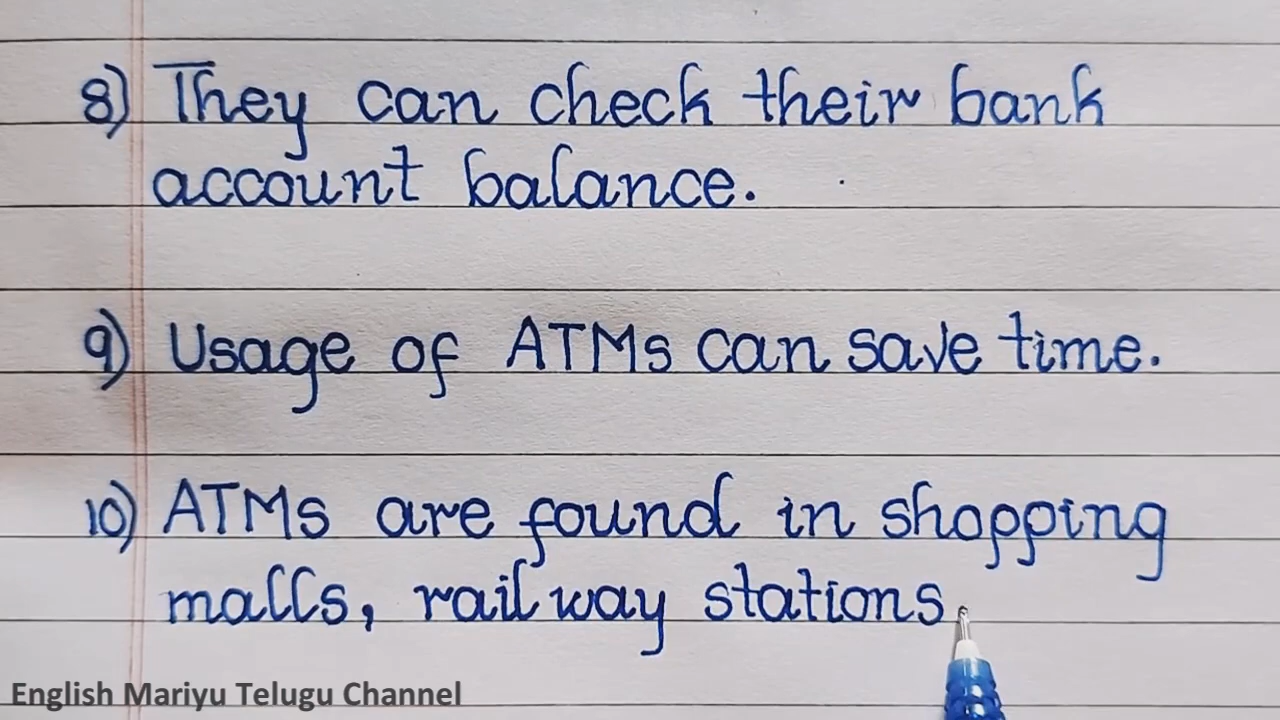 8) They can check their bank
account balance.
9) Usage of ATMs can save time.
10) ATMs are found in shopping
malls, railway stations
English Mariyu Telugu Channel